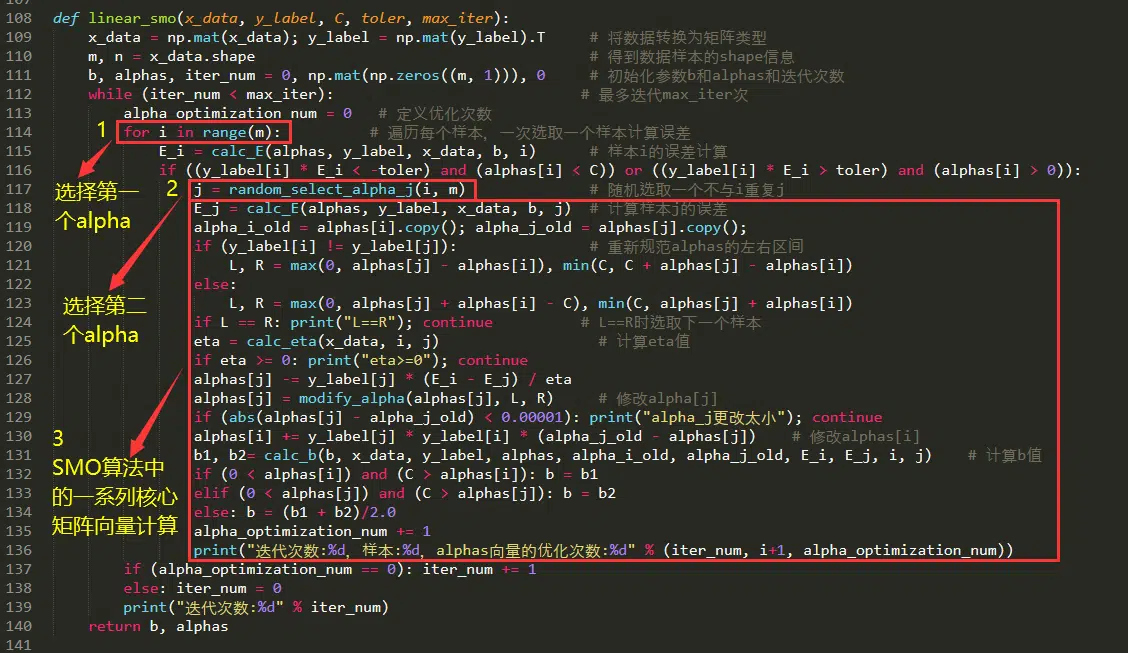 107
108 def linear_smo(x_data, y_label, C, toler, max_iter):
109 x_data = np.mat(x_data); y_label = np.mat(y_label).T # 将数据转换为矩阵类型
110 m, n = x_data.shape # 得到数据样本的shape信息
111 b, alphas, iter_num = 0, np.mat(np.zeros((m, 1))), 0 # 初始化参数b和alphas和迭代次数
112 while (iter_num < max_iter): # 最多迭代max_iter次
113 alpha_optimization_num = 0 # 定义优化次数
1
114 for i in range(m): # 遍历每个样本，一次选取一个样本计算误差
115 E_i = calc_E(alphas, y_label, x_data, b, i) # 样本i的误差计算
116 if ((y_label[i] * E_i < -toler) and (alphas[i] < C)) or ((y_label[i] * E_i > toler) and (alphas[i] > 0)):
选择第一
个alpha
2
117 j = random_select_alpha_j(i, m) # 随机选取一个不与i重复j
118 E_j = calc_E(alphas, y_label, x_data, b, j) # 计算样本j的误差
119 alpha_i_old = alphas[i].copy(); alpha_j_old = alphas[j].copy();
120 if (y_label[i] != y_label[j]): # 重新规范alphas的左右区间
121 L, R = max(0, alphas[j] - alphas[i]), min(C, C + alphas[j] - alphas[i])
122 else:
123 L, R = max(0, alphas[j] + alphas[i] - C), min(C, alphas[j] + alphas[i])
选择第二
个alpha
124 if L == R: print("L==R"); continue # L==R时选取下一个样本
125 eta = calc_eta(x_data, i, j) # 计算eta值
126 if eta >= 0: print("eta>=0"); continue
127 alphas[j] -= y_label[j] * (E_i - E_j) / eta
128 alphas[j] = modify_alpha(alphas[j], L, R) # 修改alpha[j]
129 if (abs(alphas[j] - alpha_j_old) < 0.00001): print("alpha_j更改太小"); continue
130 alphas[i] += y_label[j] * y_label[i] * (alpha_j_old - alphas[j]) # 修改alphas[i]
131 b1, b2= calc_b(b, x_data, y_label, alphas, alpha_i_old, alpha_j_old, E_i, E_j, i, j) # 计算b值
132 if (0 < alphas[i]) and (C > alphas[i]): b = b1
133 elif (0 < alphas[j]) and (C > alphas[j]): b = b2
134 else: b = (b1 + b2)/2.0
135 alpha_optimization_num += 1
136 print("迭代次数:%d，样本:%d，alphas向量的优化次数:%d" % (iter_num, i+1, alpha_optimization_num))
3
SMO算法中
的一系列核心
矩阵向量计算
137 if (alpha_optimization_num == 0): iter_num += 1
138 else: iter_num = 0
139 print("迭代次数:%d" % iter_num)
140 return b, alphas
141